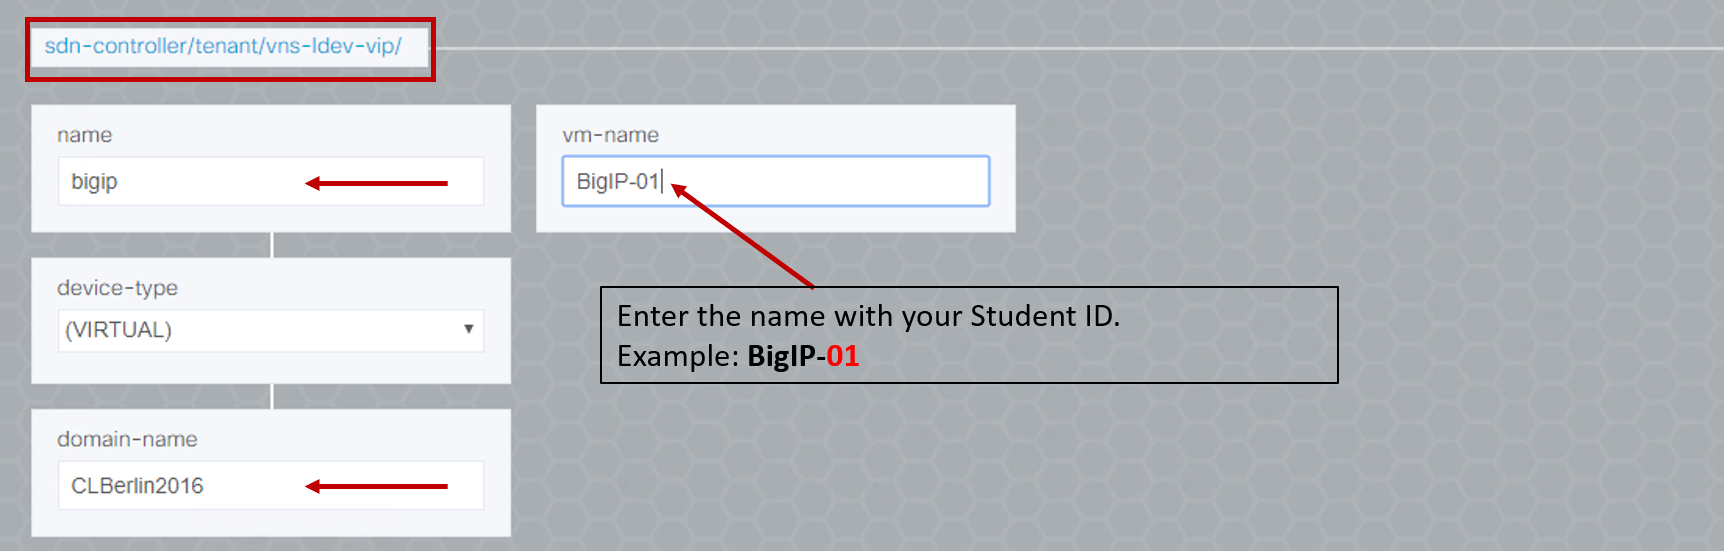 sdn-controller/tenant/vns-ldev-vip/
name
bigip
vm-name
BigIP-01
device-type
(VIRTUAL)
Enter the name with your Student ID.
Example: BigIP-01
domain-name
CLBerlin2016